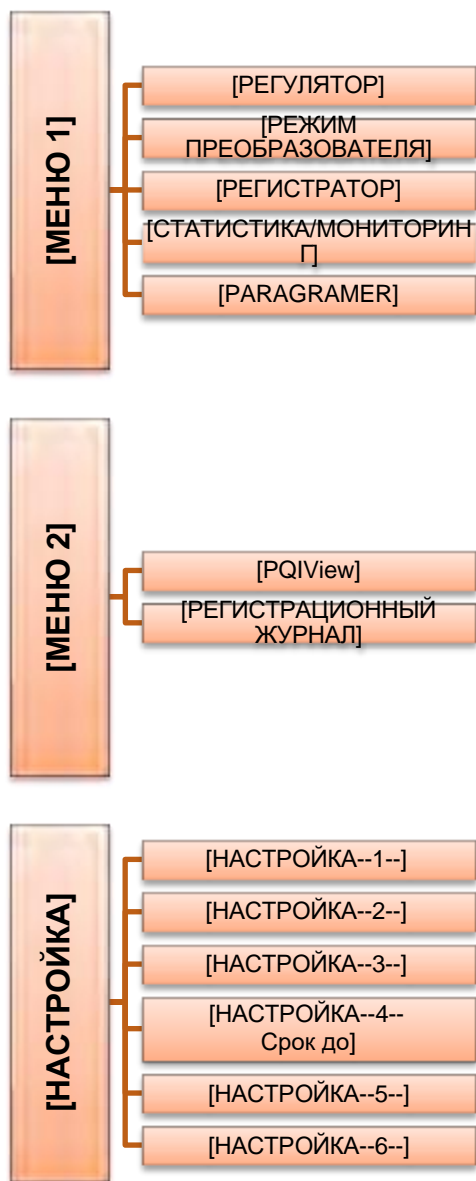 [МЕНЮ 1]
[РЕГУЛЯТОР]
[РЕЖИМ
ПРЕОБРАЗОВАТЕЛЯ]
[РЕГИСТРАТОР]
[СТАТИСТИКА/МОНИТОРИН
Г]
[PARAGRAMER]
[МЕНЮ 2]
[PQIView]
[РЕГИСТРАЦИОННЫЙ
ЖУРНАЛ]
[НАСТРОЙКА]
[НАСТРОЙКА--1--]
[НАСТРОЙКА--2--]
[НАСТРОЙКА--3--]
[НАСТРОЙКА--4--
Срок до]
[НАСТРОЙКА--5--]
[НАСТРОЙКА--6--]